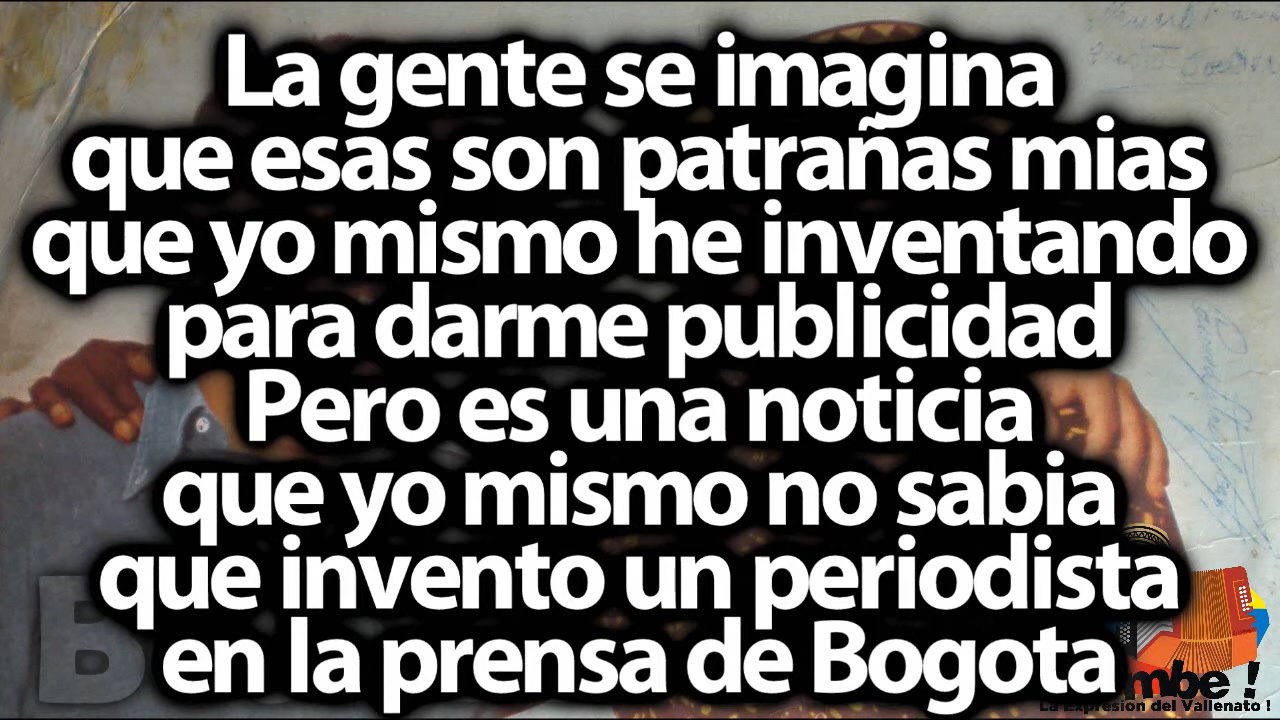 La gente se imagina
que esas son patrañas mias
que yo mismo he inventando
para darme publicidad
Pero es una noticia
que yo mismo no sabia
que invento un periodista
en la prensa de Bogota
mbe !
La Expresion del Vallenato !